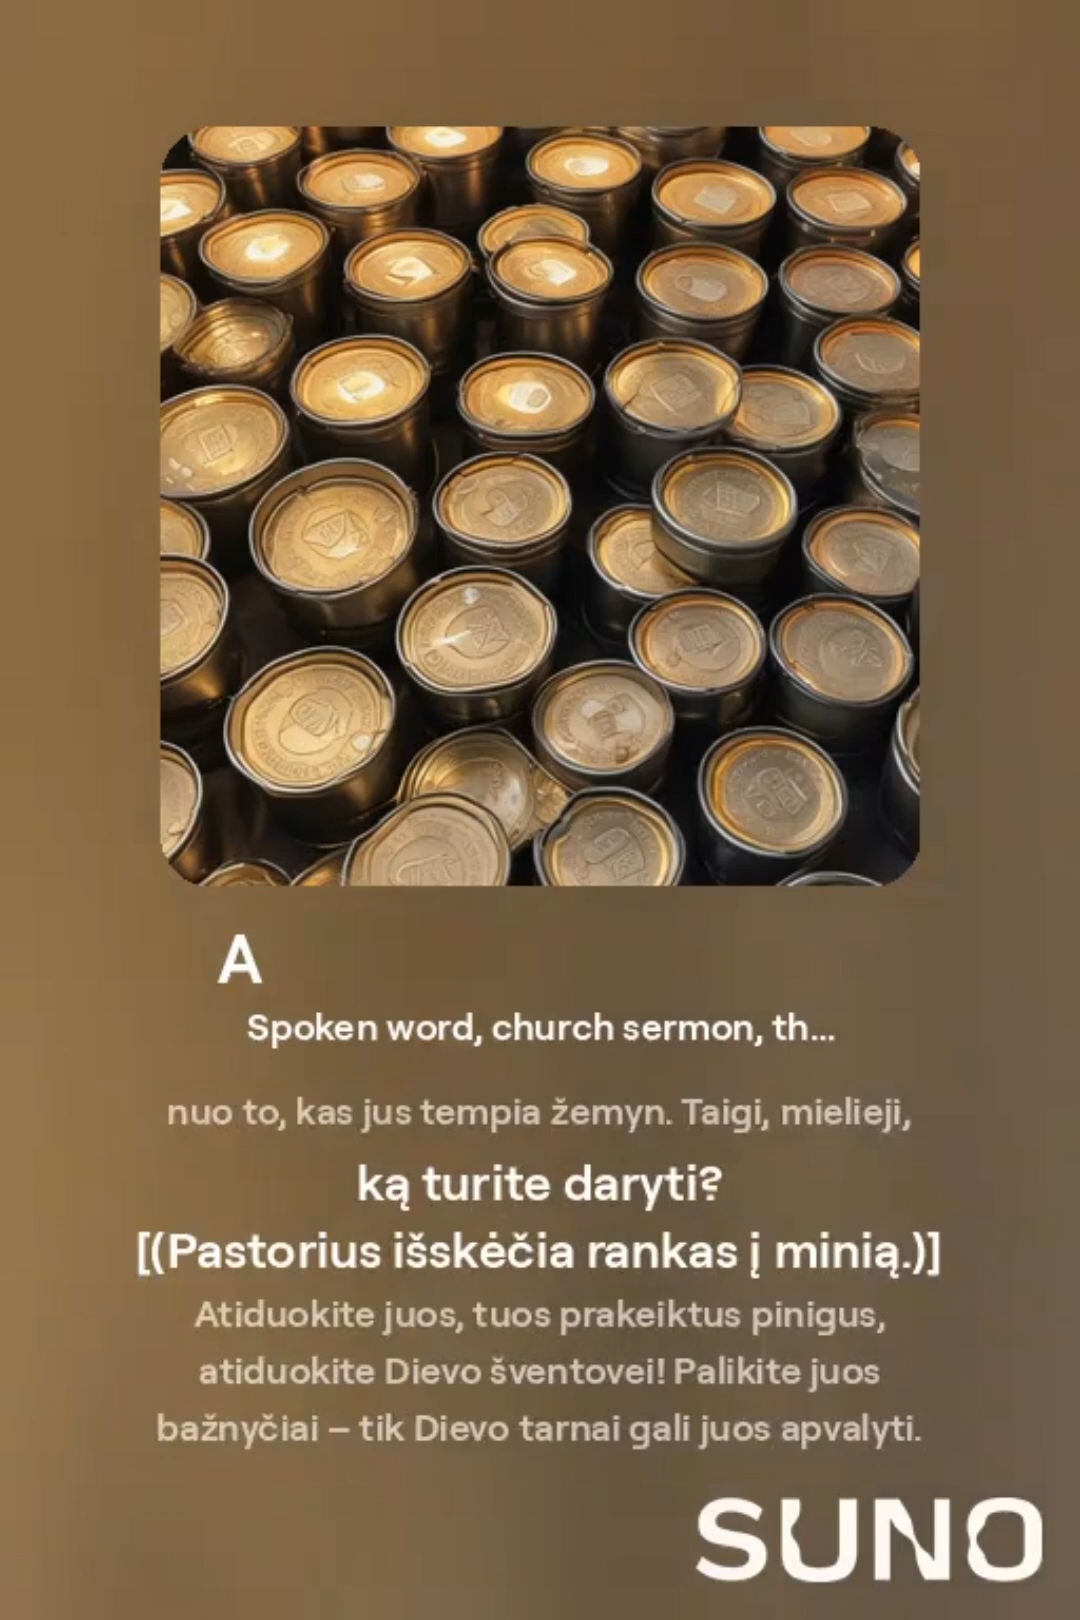 A
Spoken word, church sermon, th...
nuo to, kas jus tempia žemyn. Taigi, mielieji,
ką turite daryti?
[(Pastorius išskėčia rankas į minią.)]
Atiduokite juos, tuos prakeiktus pinigus,
atiduokite Dievo šventovei! Palikite juos
bažnyčiai – tik Dievo tarnai gali juos apvalyti.
SUNO